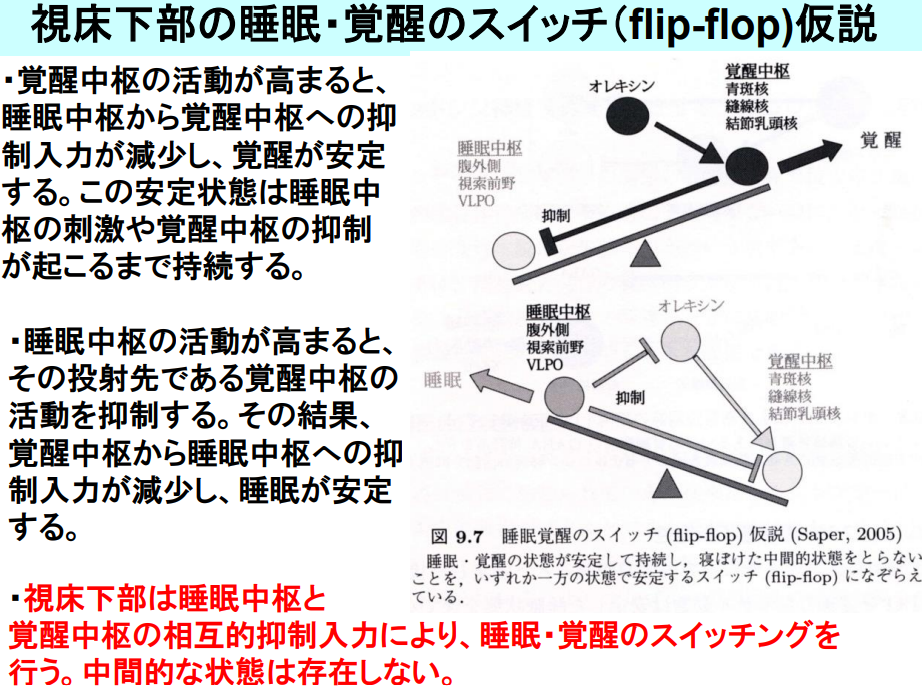 視床下部の睡眠・覚醒のスイッチ(flip-flop)仮説
・覚醒中枢の活動が高まると、
睡眠中枢から覚醒中枢への抑
制入力が減少し、覚醒が安定
する。この安定状態は睡眠中
枢の刺激や覚醒中枢の抑制
が起こるまで持続する。
・睡眠中枢の活動が高まると、
その投射先である覚醒中枢の
活動を抑制する。その結果、
覚醒中枢から睡眠中枢への抑
制入力が減少し、睡眠が安定
する。
オレキシン
覚醒中枢
青斑核
縫線核
結節乳頭核
覚醒
睡眠中枢
腹外側
視索前野
VLPO
抑制
睡眠中枢
腹外側
視索前野
VLPO
オレキシン
睡眠
抑制
覚醒中枢
青斑核
縫線核
結節乳頭核
図 9.7 睡眠覚醒のスイッチ (flip-flop) 仮説 (Saper, 2005)
睡眠・覚醒の状態が安定して持続し，寝ぼけた中間的状態をとらない
ことを，いずれか一方の状態で安定するスイッチ (flip-flop) になぞらえ
ている．
・視床下部は睡眠中枢と
覚醒中枢の相互的抑制入力により、睡眠・覚醒のスイッチングを
行う。中間的な状態は存在しない。